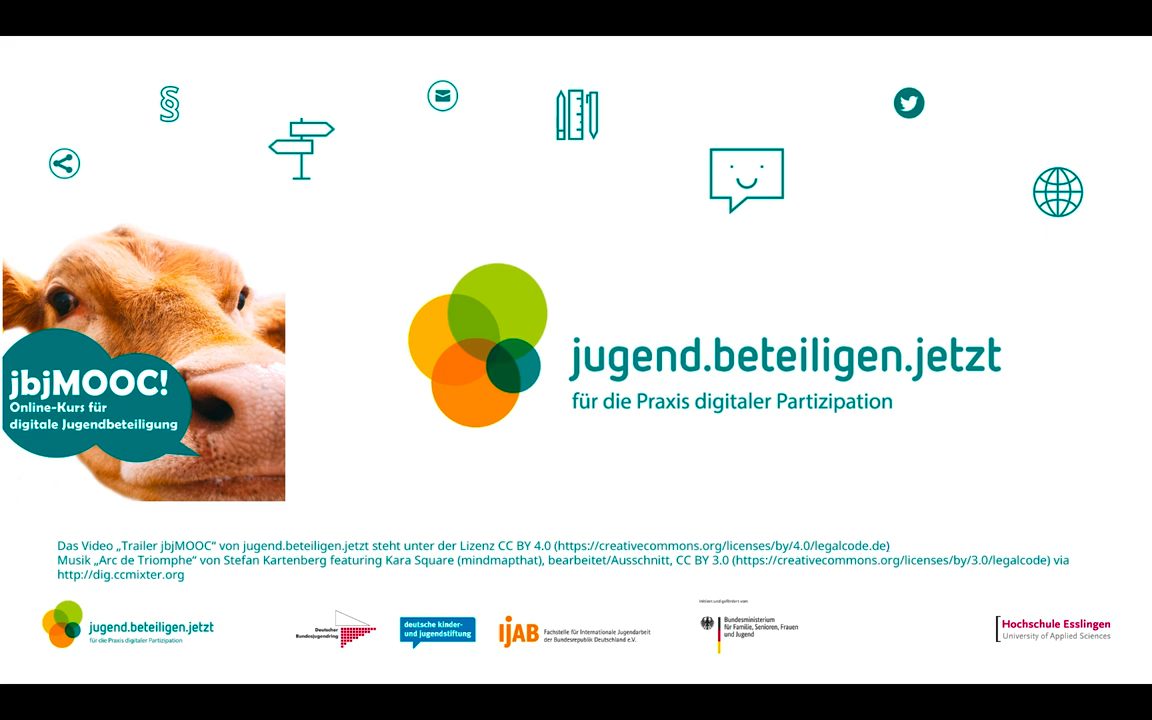 §
jbjMOOC!
Online-Kurs für
digitale Jugendbeteiligung
jugend.beteiligen.jetzt
für die Praxis digitaler Partizipation
Das Video „Trailer jbjMOOC“ von jugend.beteiligen.jetzt steht unter der Lizenz CC BY 4.0 (https://creativecommons.org/licenses/by/4.0/legalcode.de)
Musik „Arc de Triomphe“ von Stefan Kartenberg featuring Kara Square (mindmapthat), bearbeitet/Ausschnitt, CC BY 3.0 (https://creativecommons.org/licenses/by/3.0/legalcode) via
http://dig.ccmixter.org
jugend.beteiligen.jetzt
für die Praxis digitaler Partizipation
Deutscher
Bundesjugendring
deutsche kinder-
und jugendstiftung
IJAB
Fachstelle für Internationale Jugendarbeit
der Bundesrepublik Deutschland e.V.
initiiert und gefördert vom:
Bundesministerium
für Familie, Senioren, Frauen
und Jugend
Hochschule Esslingen
University of Applied Sciences